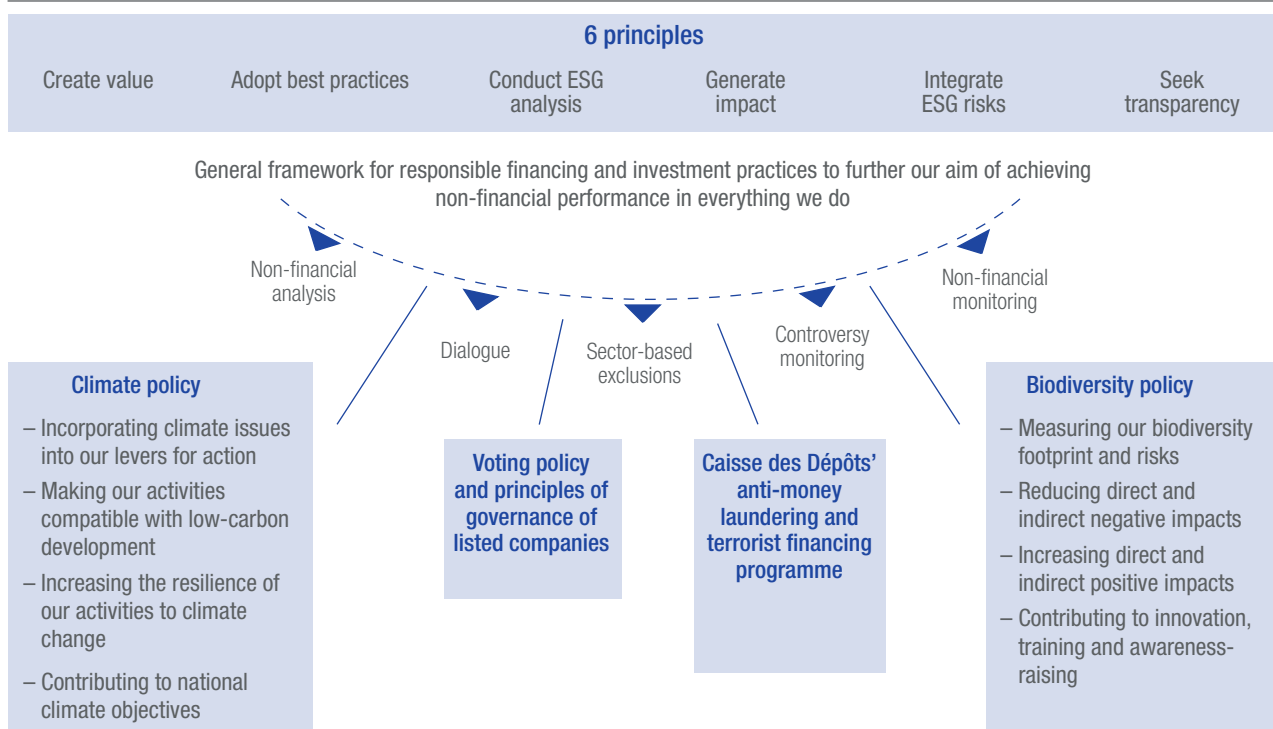 6 principles
Create value
Adopt best practices
Conduct ESG
analysis
Generate
impact
Integrate
ESG risks
Seek
transparency
General framework for responsible financing and investment practices to further our aim of achieving
non-financial performance in everything we do
Non-financial
analysis
Dialogue
Sector-based
exclusions
Controversy
monitoring
Non-financial
monitoring
Climate policy
– Incorporating climate issues
into our levers for action
– Making our activities
compatible with low-carbon
development
– Increasing the resilience of
our activities to climate
change
– Contributing to national
climate objectives
Voting policy
and principles of
governance of
listed companies
Caisse des Dépôts’
anti-money
laundering and
terrorist financing
programme
Biodiversity policy
– Measuring our biodiversity
footprint and risks
– Reducing direct and
indirect negative impacts
– Increasing direct and
indirect positive impacts
– Contributing to innovation,
training and awareness-
raising